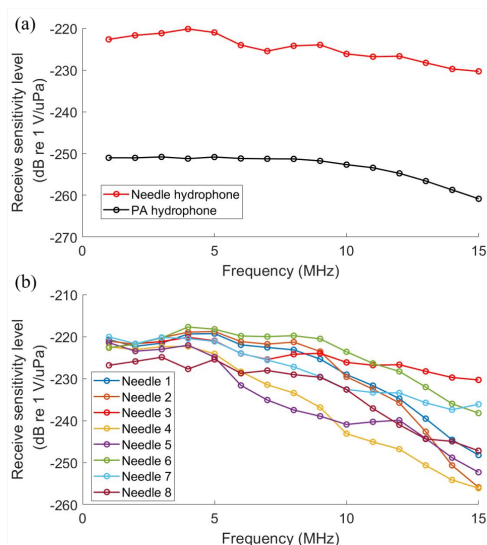 (a)
-220
-230
-240
-250
-260
-270
Receive sensitivity level
(dB re 1 V/uPa)
Needle hydrophone
PA hydrophone
0
5
10
15
Frequency (MHz)
(b)
-210
-220
-230
-240
-250
-260
Receive sensitivity level
(dB re 1 V/uPa)
Needle 1
Needle 2
Needle 3
Needle 4
Needle 5
Needle 6
Needle 7
Needle 8
0
5
10
15
Frequency (MHz)